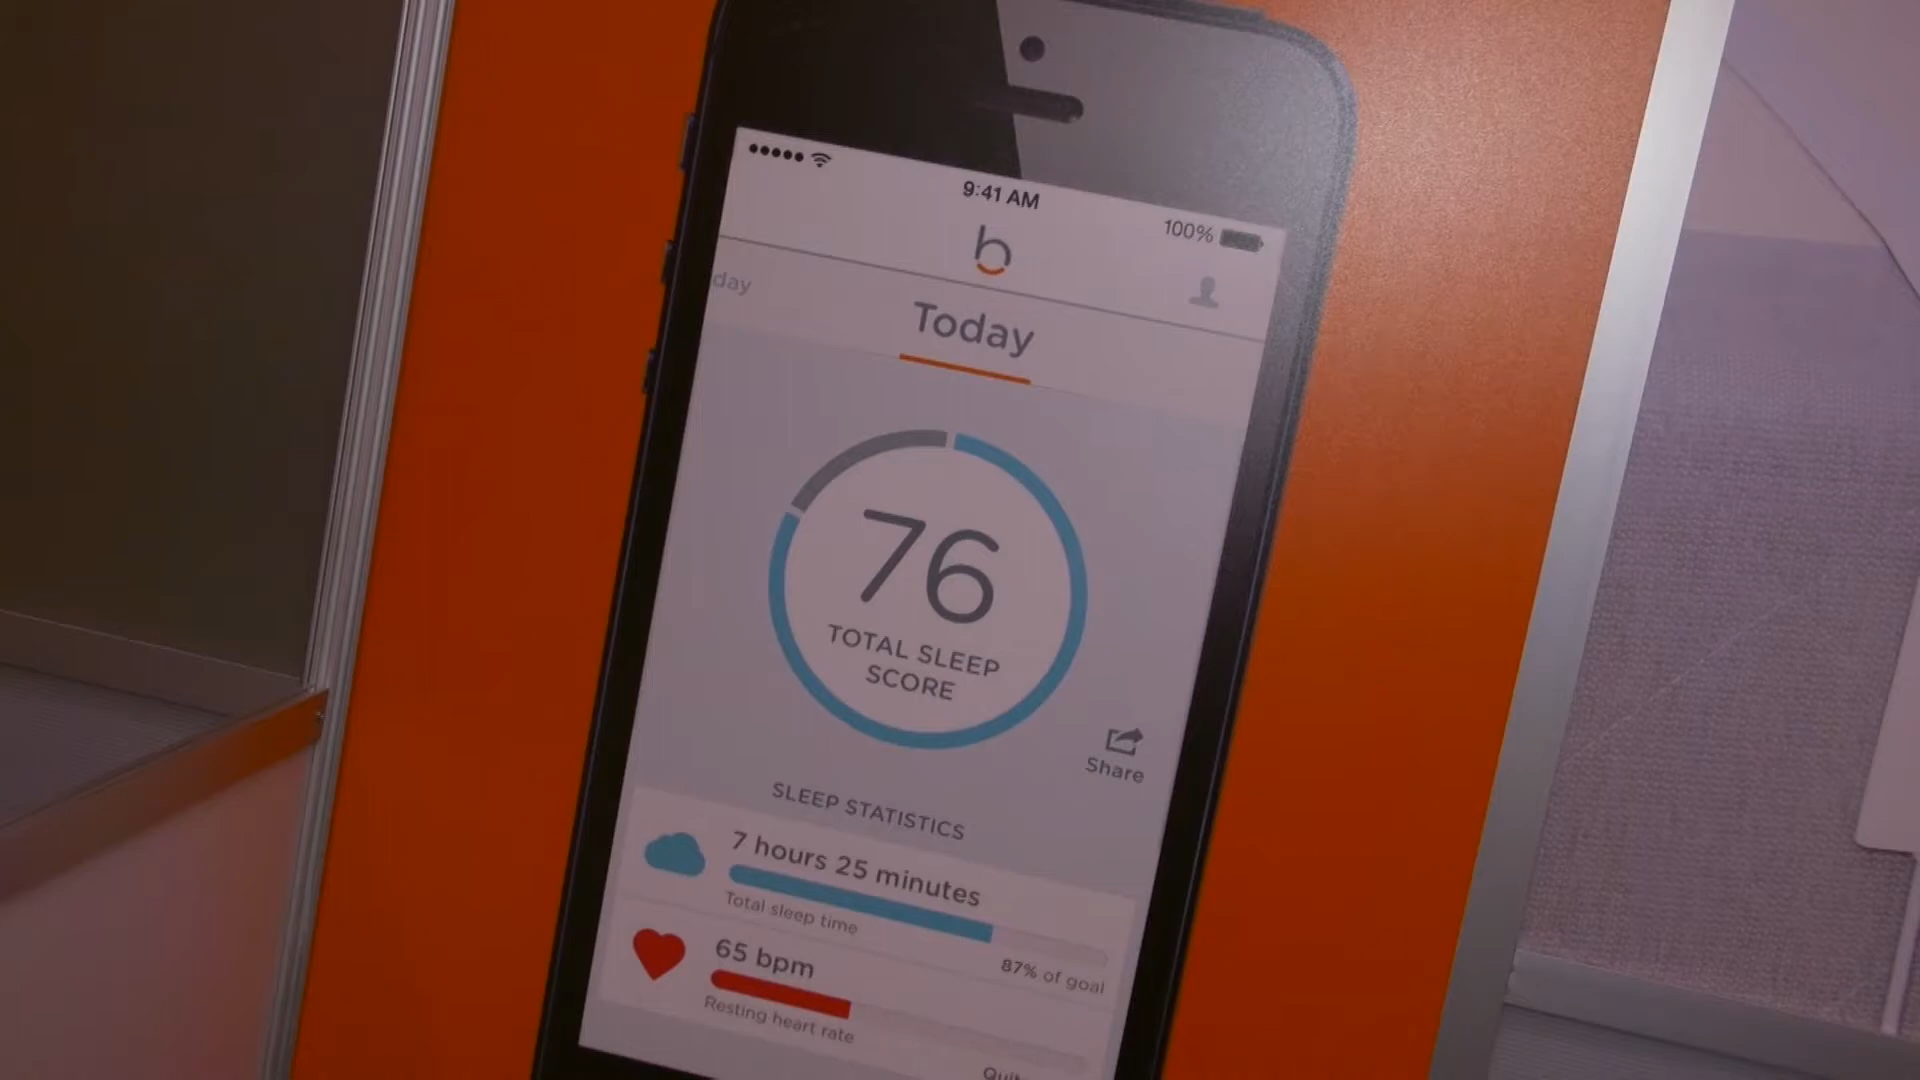 9:41 AM
100%
b
day
Today
76
TOTAL SLEEP
SCORE
Share
SLEEP STATISTICS
7 hours 25 minutes
Total sleep time
87% of goal
65 bpm
Resting heart rate